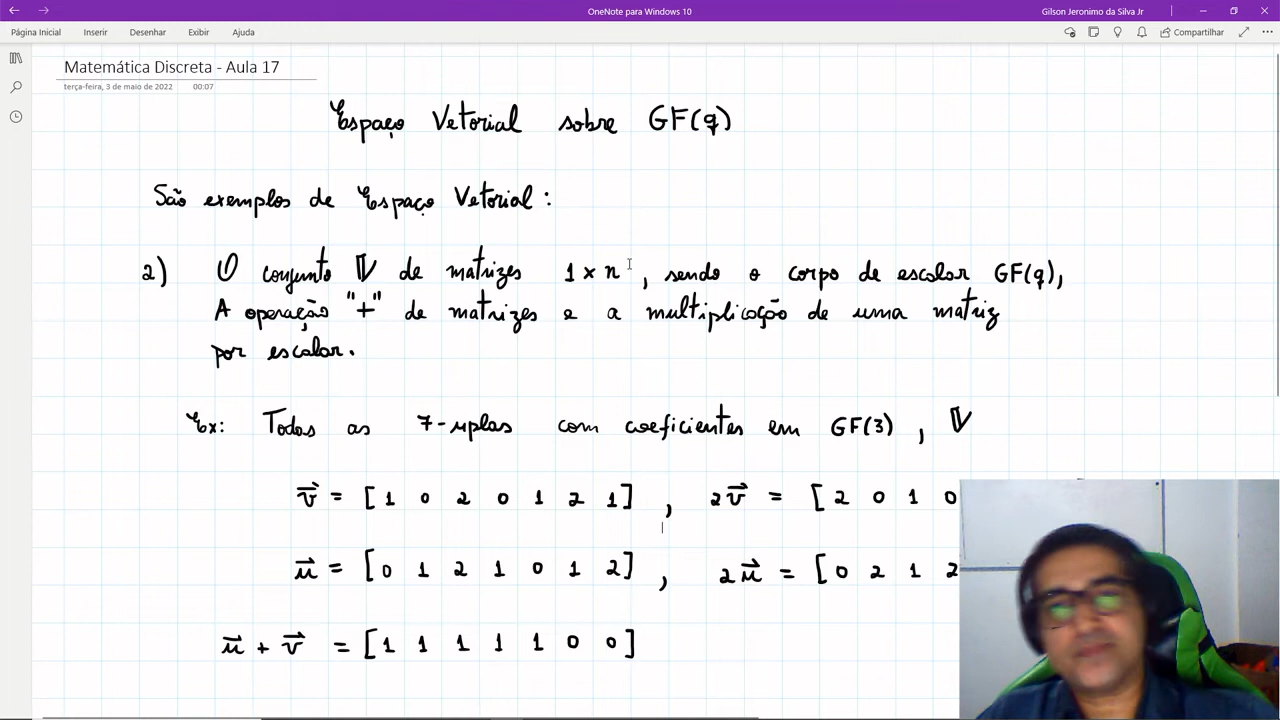 OneNote para Windows 10
Gilson Jeronimo da Silva Jr
Página Inicial Inserir Desenhar Exibir Ajuda
Compartilhar
Matemática Discreta - Aula 17
terça-feira, 3 de maio de 2022 00:07
Espaço Vetorial sobre GF(q)
São exemplos de Espaço Vetorial:
2) O conjunto 𝕍 de matrizes 1 x n, sendo o corpo de escalar GF(q),
A operação "+" de matrizes e a multiplicação de uma matriz
por escalar.
Ex: Todas as 7-uplas com coeficientes em GF(3), 𝕍
v⃗ = [1 0 2 0 1 2 1], 2v⃗ = [2 0 1 0
u⃗ = [0 1 2 1 0 1 2], 2u⃗ = [0 2 1 2
u⃗ + v⃗ = [1 1 1 1 1 0 0]